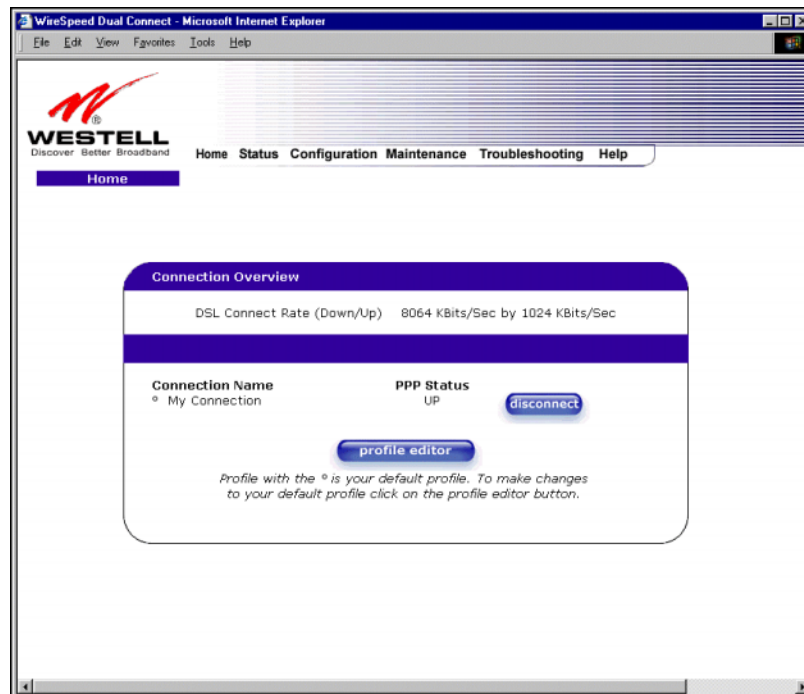 WireSpeed Dual Connect - Microsoft Internet Explorer
File Edit View Favorites Tools Help
®
WESTELL
Discover Better Broadband
Home Status Configuration Maintenance Troubleshooting Help
Home
Connection Overview
DSL Connect Rate (Down/Up) 8064 KBits/Sec by 1024 KBits/Sec
Connection Name PPP Status
° My Connection UP disconnect
profile editor
Profile with the ° is your default profile. To make changes
to your default profile click on the profile editor button.